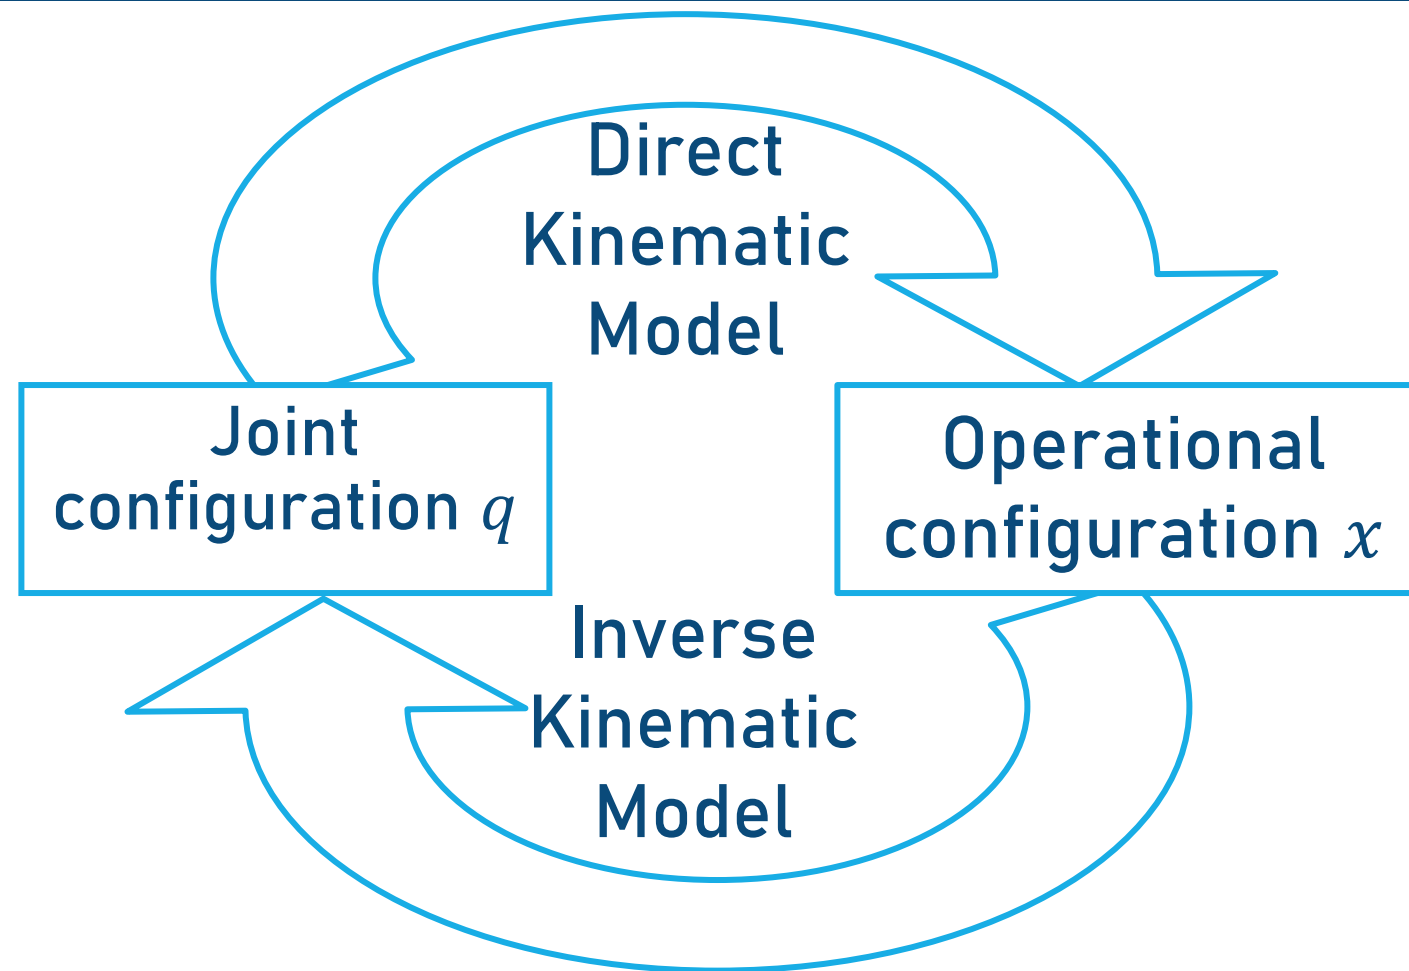 Direct
Kinematic
Model
Joint
configuration q
Operational
configuration x
Inverse
Kinematic
Model